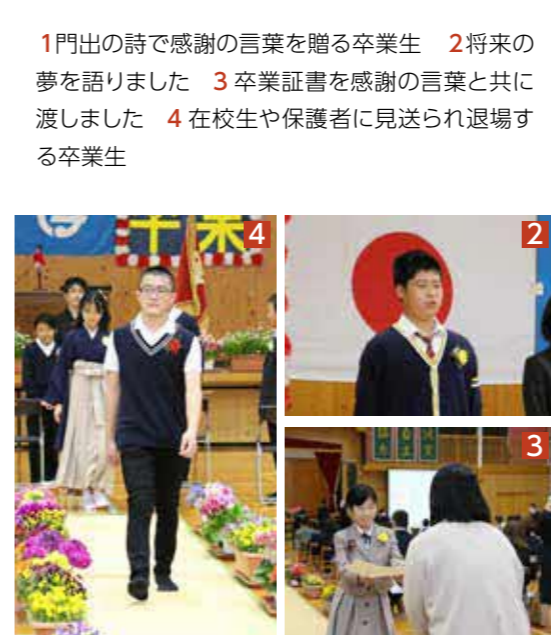 1門出の詩で感謝の言葉を贈る卒業生　2将来の
夢を語りました　3 卒業証書を感謝の言葉と共に
渡しました　4 在校生や保護者に見送られ退場す
る卒業生
4
2
3